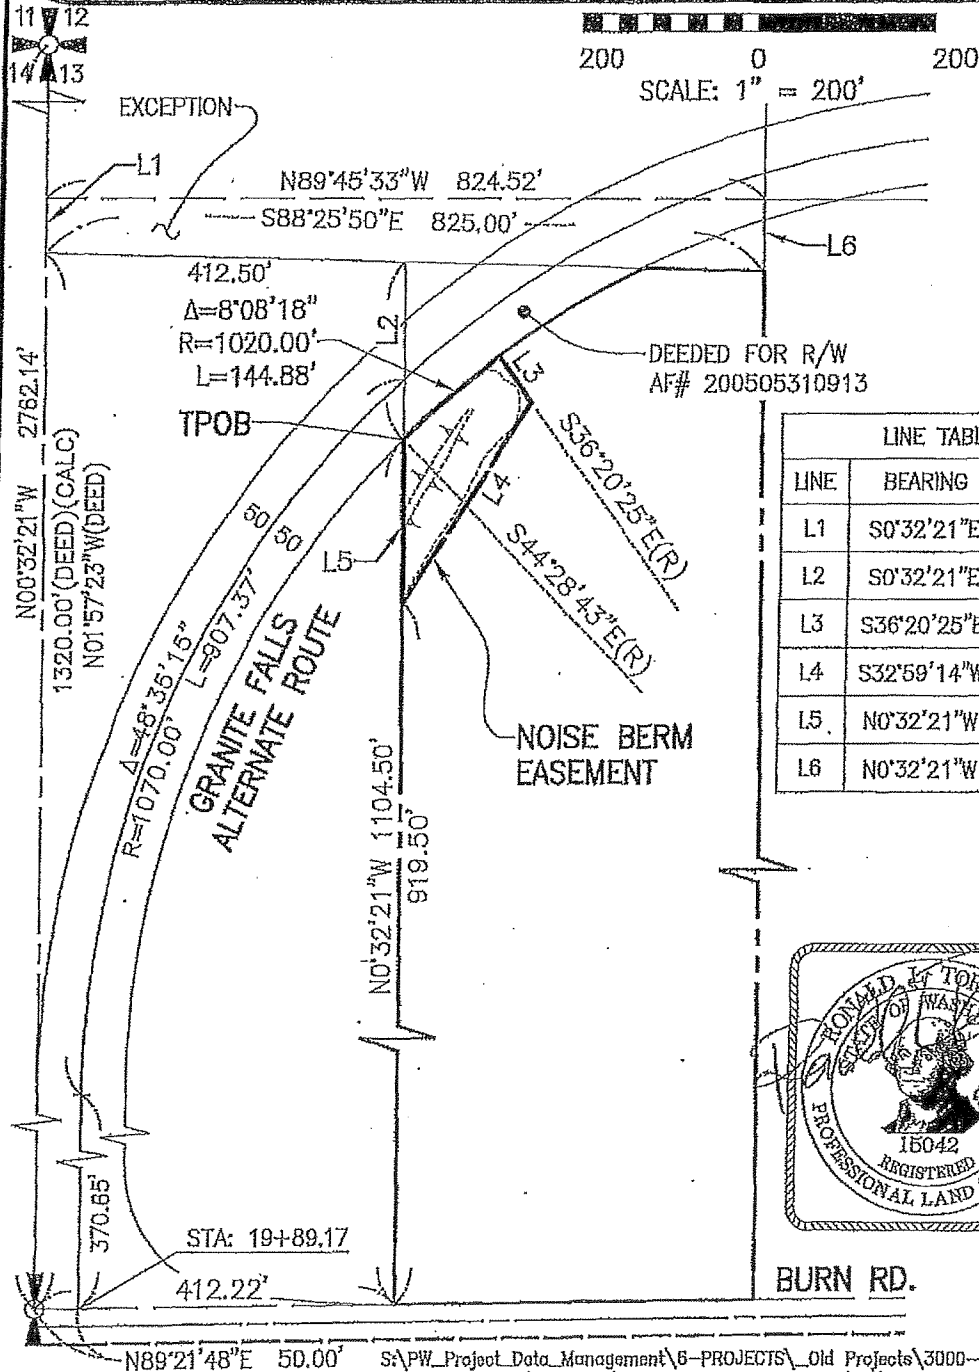 11 12
14 13
200 0 200
SCALE: 1" = 200'
EXCEPTION
L1
N89°45'33"W 824.52'
S88°25'50"E 825.00'
L6
412.50'
Δ=8°08'18"
R=1020.00'
L=144.88'
L2
L3
DEEDED FOR R/W
AF# 200505310913
TPOB
S36°20'25"E(R)
L4
S44°28'43"E(R)
L5
50 50
N00°32'21"W 2762.14'
1320.00'(DEED)(CALC)
N01°57'23"W(DEED)
Δ=48°35'15"
L=907.37'
R=1070.00'
GRANITE FALLS
ALTERNATE ROUTE
NOISE BERM
EASEMENT
N0°32'21"W 1104.50'
919.50'
LINE
LINE BEARING
L1 S0°32'21"E
L2 S0°32'21"E
L3 S36°20'25"E
L4 S32°59'14"W
L5 N0°32'21"W
L6 N0°32'21"W
RONALD
STATE OF WASH
15042
REGISTERED
PROFESSIONAL LAND
370.65'
STA: 19+89.17
412.22'
BURN RD.
N89°21'48"E 50.00'
S:\PW_Project_Data_Management\6-PROJECTS\_Old Projects\3000